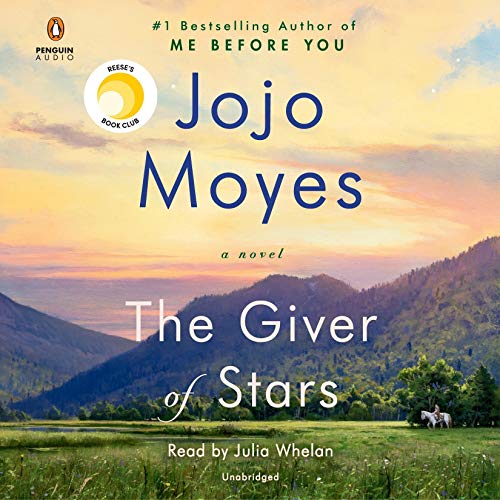 #1 Bestselling Author of
ME BEFORE YOU
PENGUIN
AUDIO
REESE'S
BOOK CLUB
Jojo
Moyes
a novel
The Giver
of Stars
Read by Julia Whelan
Unabridged